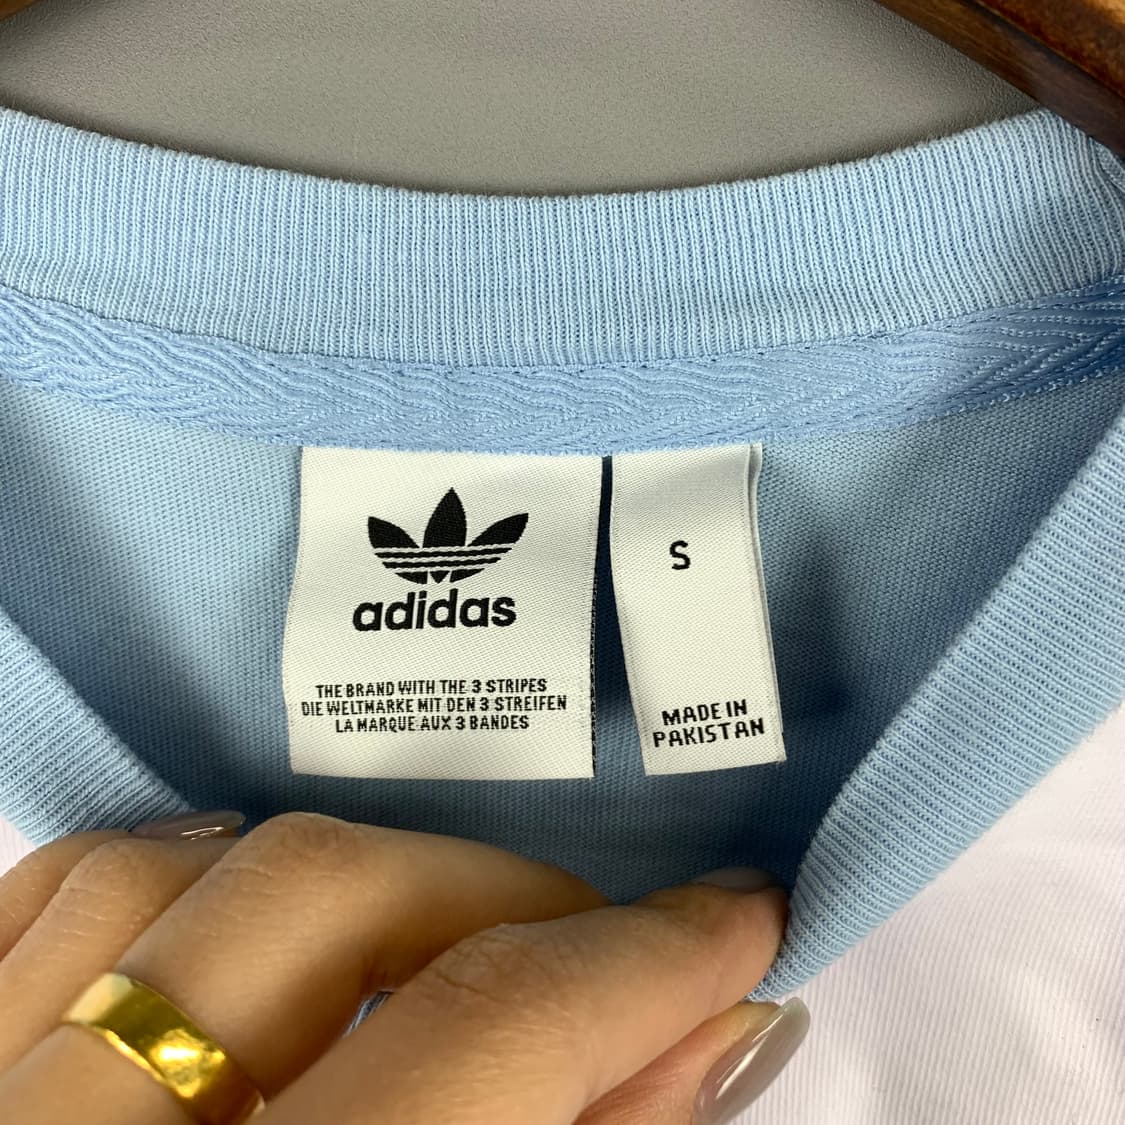 adidas
THE BRAND WITH THE 3 STRIPES
DIE WELTMARKE MIT DEN 3 STREIFEN
LA MARQUE AUX 3 BANDES
S
MADE IN
PAKISTAN